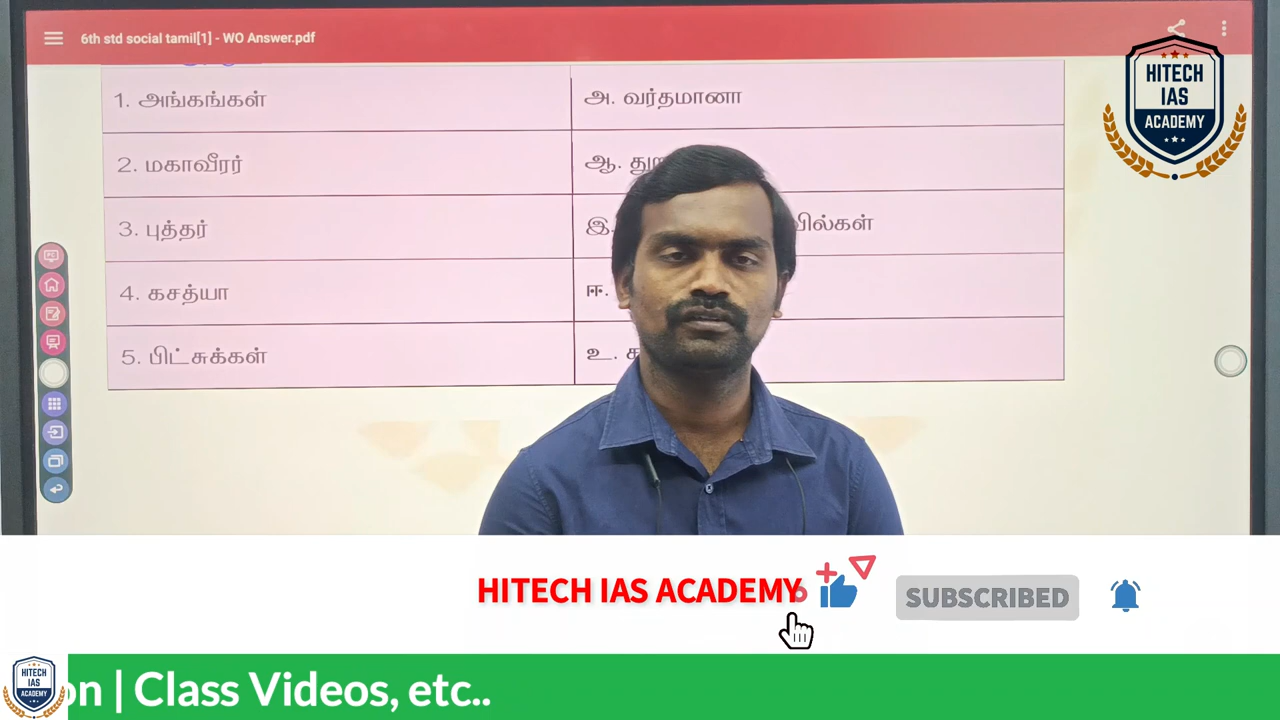 6th std social tamil[1] - WO Answer.pdf
HITECH
IAS
ACADEMY
1. அங்கங்கள்
அ. வர்தமானா
2. மகாவீரர்
ஆ.
3. புத்தர்
இ.
4. கசத்யா
ஈ.
5. பிட்சுக்கள்
உ.
HITECH IAS ACADEMY
SUBSCRIBED
HITECH
IAS
ACADEMY
| Class Videos, etc..